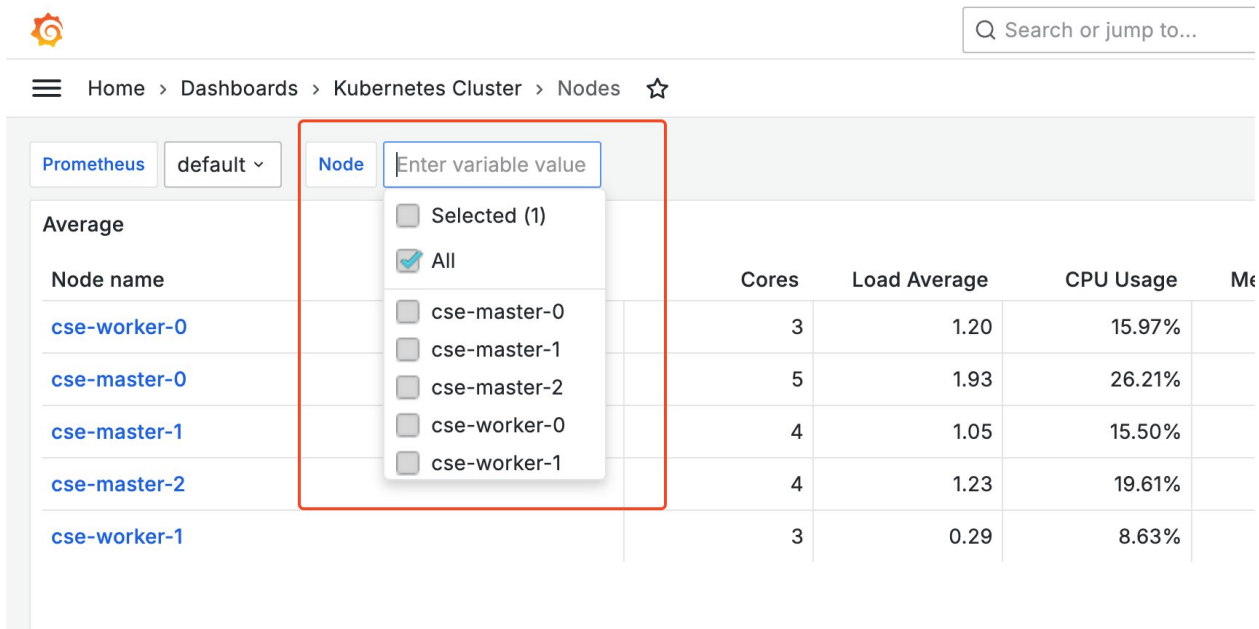 Search or jump to...
Home › Dashboards › Kubernetes Cluster › Nodes
Prometheus default Node Enter variable value
Selected (1)
All
cse-master-0
cse-master-1
cse-master-2
cse-worker-0
cse-worker-1
Average
Node name Cores Load Average CPU Usage Me
cse-worker-0 3 1.20 15.97%
cse-master-0 5 1.93 26.21%
cse-master-1 4 1.05 15.50%
cse-master-2 4 1.23 19.61%
cse-worker-1 3 0.29 8.63%